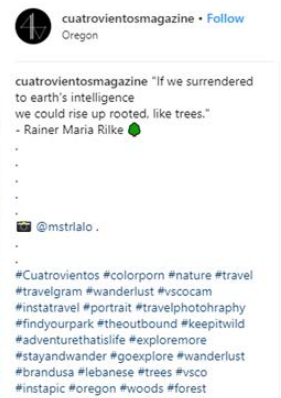 cuatrovientosmagazine • Follow
Oregon
cuatrovientosmagazine "If we surrendered
to earth's intelligence
we could rise up rooted, like trees."
- Rainer Maria Rilke 🌳
.
.
.
.
.
📸 @mstrlalo .
.
.
#Cuatrovientos #colorporn #nature #travel
#travelgram #wanderlust #vscocam
#instatravel #portrait #travelphotohraphy
#findyourpark #theoutbound #keepitwild
#adventurethatislife #exploremore
#stayandwander #goexplore #wanderlust
#brandusa #lebanese #trees #vsco
#instapic #oregon #woods #forest